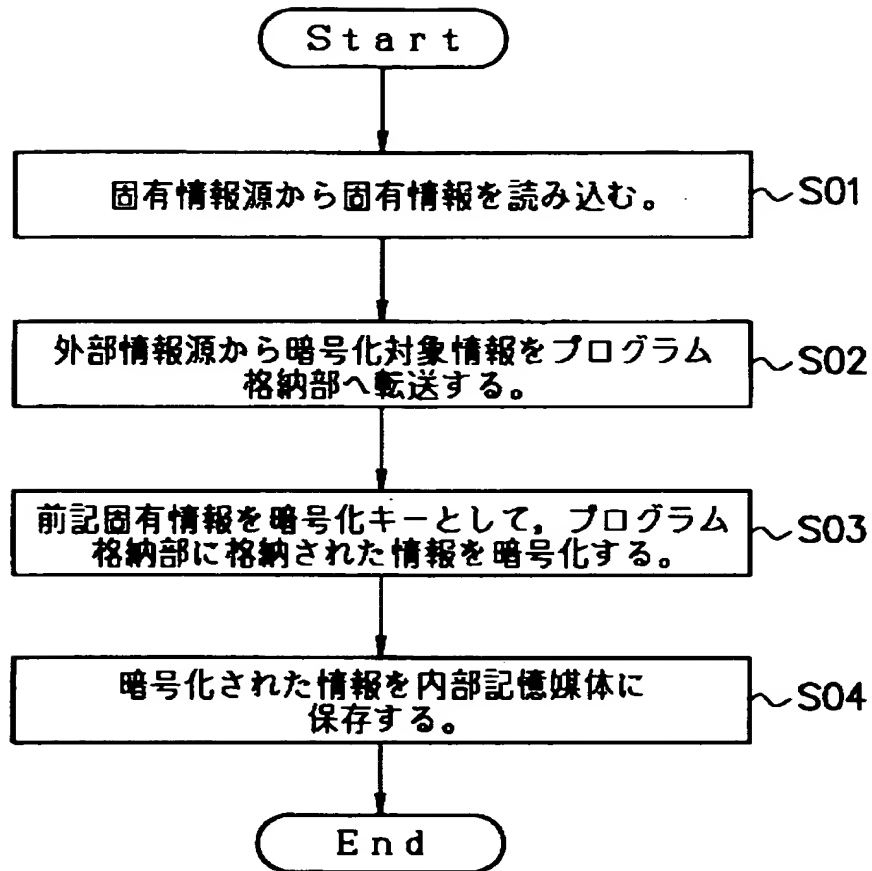 Start
固有情報源から固有情報を読み込む。
~S01
外部情報源から暗号化対象情報をプログラム
格納部へ転送する。
~S02
前記固有情報を暗号化キーとして,プログラム
格納部に格納された情報を暗号化する。
~S03
暗号化された情報を内部記憶媒体に
保存する。
~S04
End